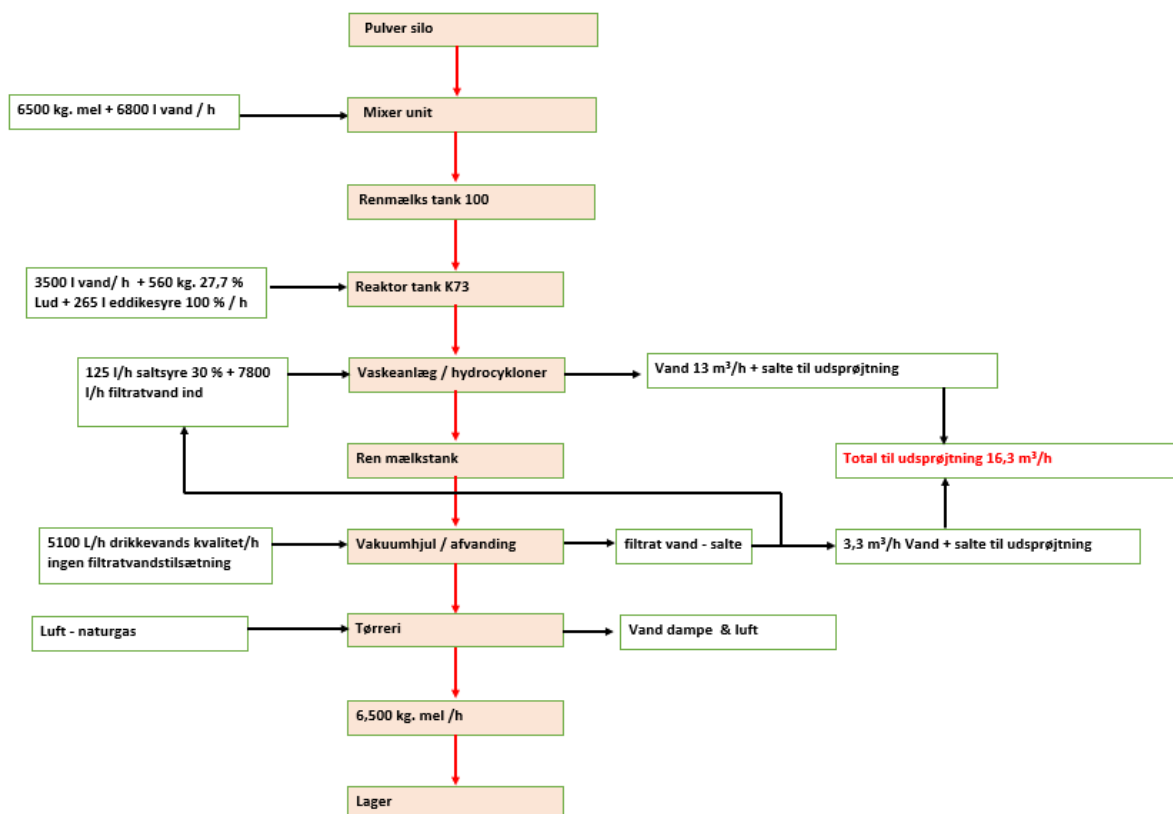 Pulver silo
6500 kg. mel + 6800 l vand / h
Mixer unit
Renmælks tank 100
3500 l vand/ h  + 560 kg. 27,7 %
Lud + 265 l eddikesyre 100 % / h
Reaktor tank K73
125 l/h saltsyre 30 % + 7800
l/h filtratvand ind
Vaskeanlæg / hydrocykloner
Vand 13 m³/h + salte til udsprøjtning
Ren mælkstank
Total til udsprøjtning 16,3 m³/h
5100 L/h drikkevands kvalitet/h
ingen filtratvandstilsætning
Vakuumhjul / afvanding
filtrat vand - salte
3,3 m³/h Vand + salte til udsprøjtning
Luft - naturgas
Tørreri
Vand dampe  & luft
6,500 kg. mel /h
Lager